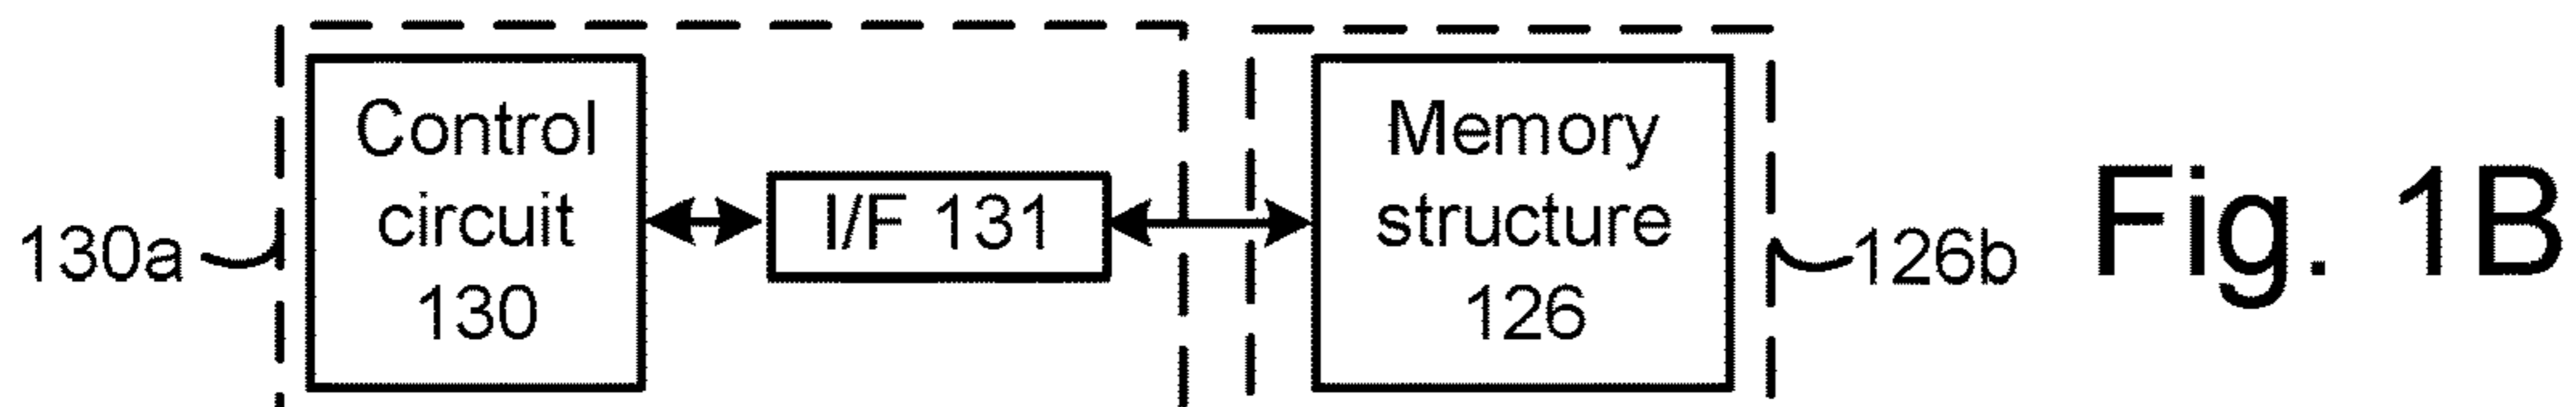 130a
Control
circuit
130
I/F 131
Memory
structure
126
126b
Fig. 1B